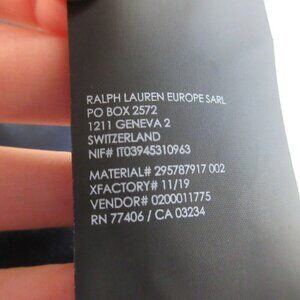 RALPH LAUREN EUROPE SARL
PO BOX 2572
1211 GENEVA 2
SWITZERLAND
NIF# IT03945310963
MATERIAL# 295787917 002
XFACTORY# 11/19
VENDOR# 0200011775
RN 77406 / CA 03234